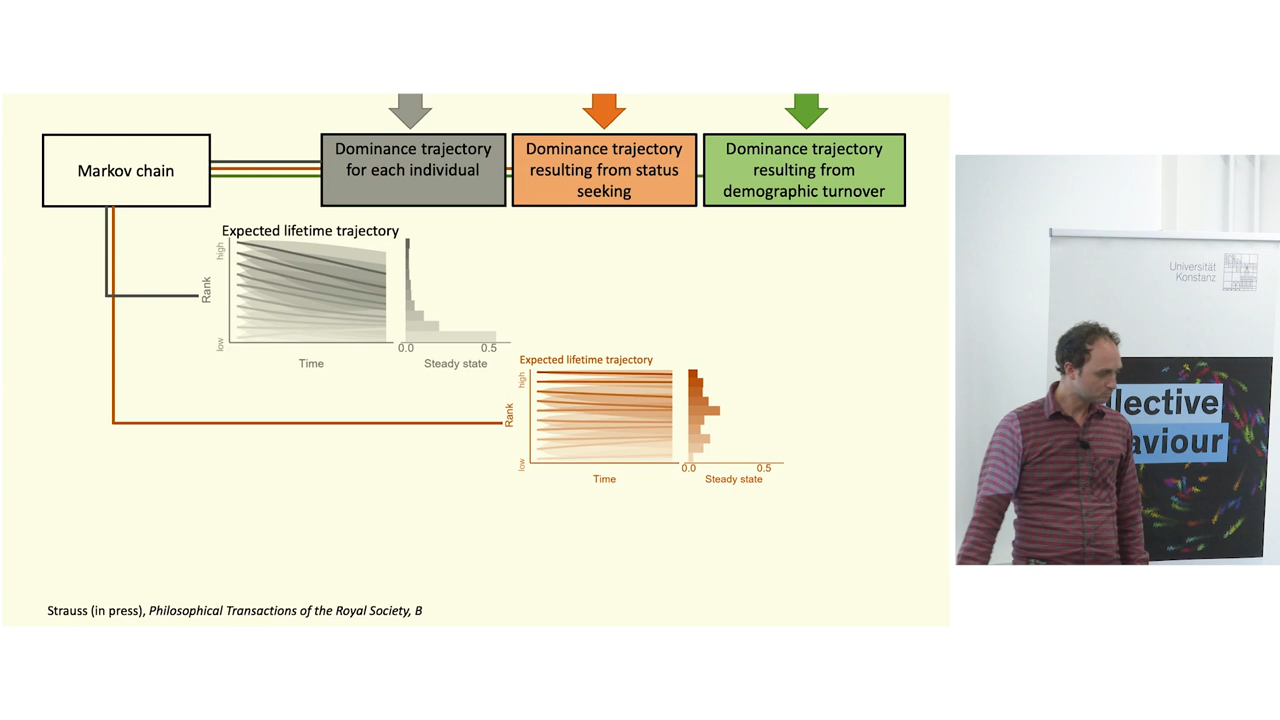 Markov chain
Dominance trajectory
for each individual
Dominance trajectory
resulting from status
seeking
Dominance trajectory
resulting from
demographic turnover
Expected lifetime trajectory
high
Rank
low
Time
0.0
0.5
Steady state
Expected lifetime trajectory
high
Rank
low
Time
0.0
0.5
Steady state
Strauss (in press), Philosophical Transactions of the Royal Society, B
Universität
Konstanz
llective
aviour